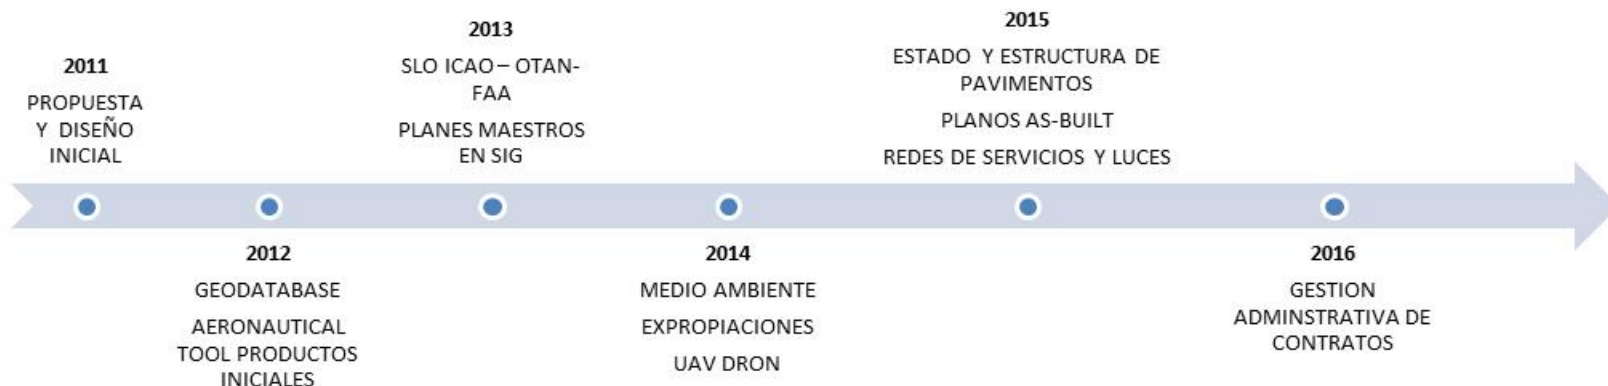 2011
PROPUESTA
Y DISEÑO
INICIAL
2012
GEODATABASE
AERONAUTICAL
TOOL PRODUCTOS
INICIALES
2013
SLO ICAO – OTAN-
FAA
PLANES MAESTROS
EN SIG
2014
MEDIO AMBIENTE
EXPROPIACIONES
UAV DRON
2015
ESTADO Y ESTRUCTURA DE
PAVIMENTOS
PLANOS AS-BUILT
REDES DE SERVICIOS Y LUCES
2016
GESTION
ADMINSTRATIVA DE
CONTRATOS